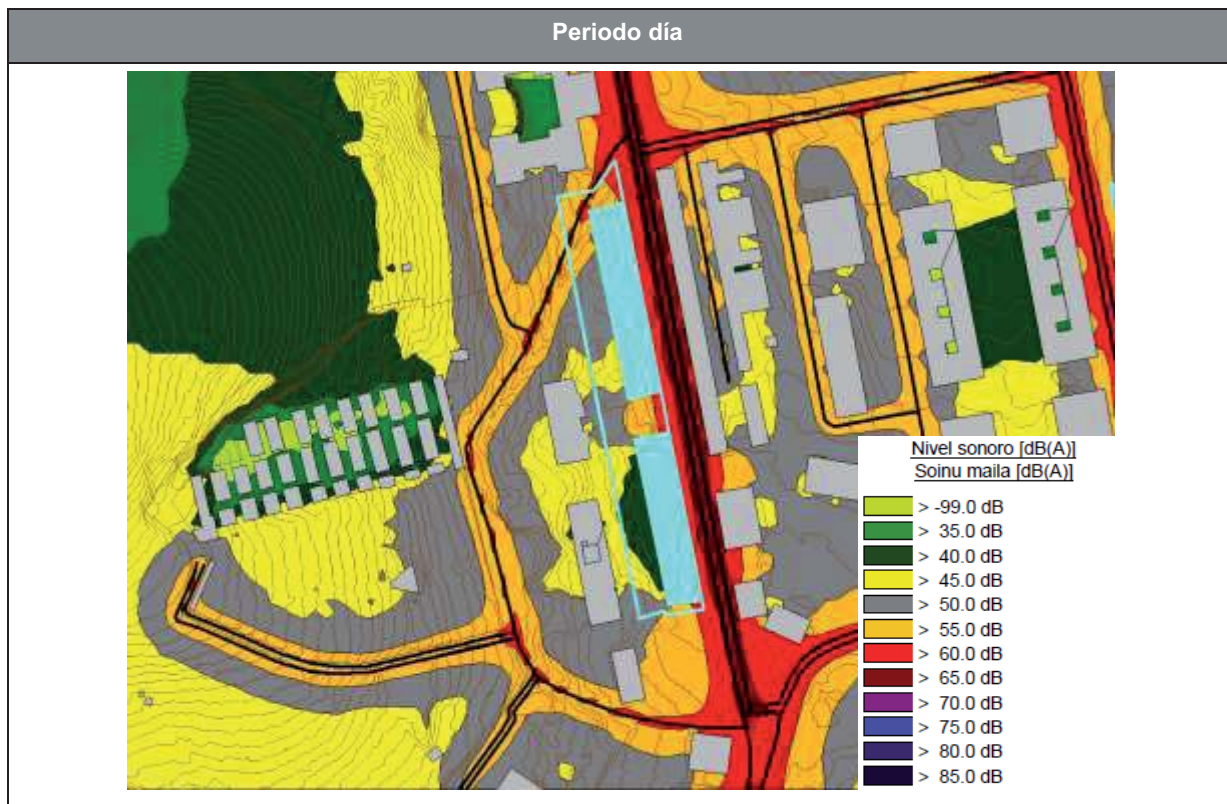 Periodo día
Nivel sonoro [dB(A)]
Soinu maila [dB(A)]
> -99.0 dB
> 35.0 dB
> 40.0 dB
> 45.0 dB
> 50.0 dB
> 55.0 dB
> 60.0 dB
> 65.0 dB
> 70.0 dB
> 75.0 dB
> 80.0 dB
> 85.0 dB